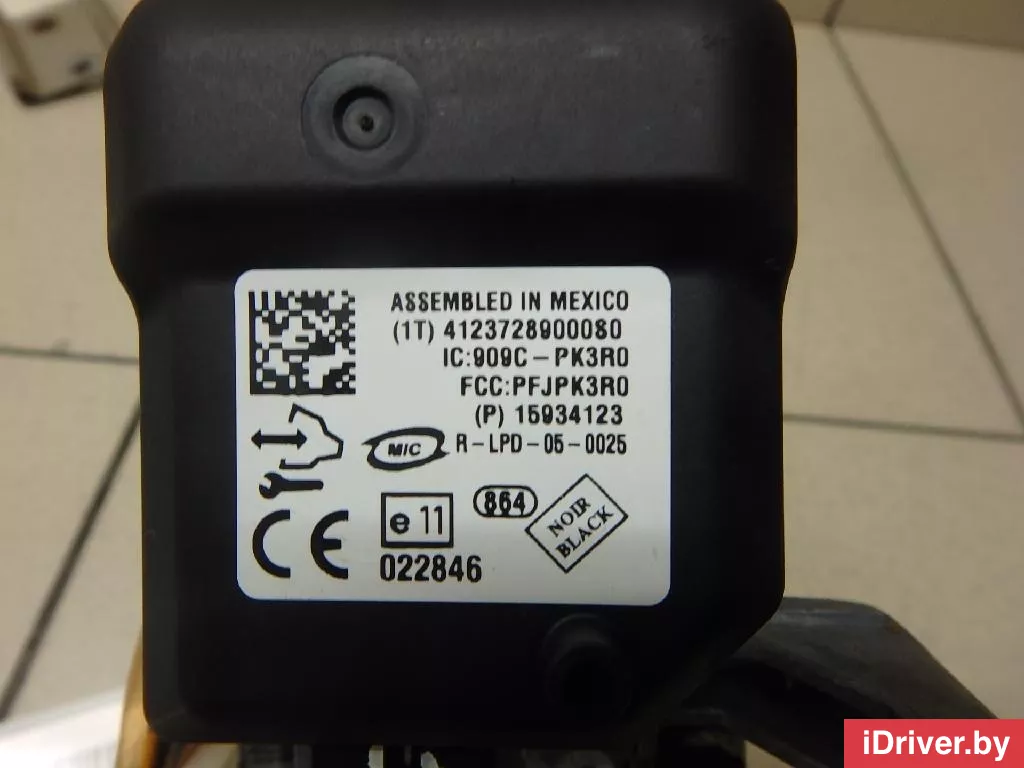 ASSEMBLED IN MEXICO
(1T) 4123728900080
IC:909C-PK3R0
FCC:PFJPK3R0
(P) 15934123
MIC R-LPD-05-0025
864
NOIR
BLACK
CE e 11
022846
iDriver.by